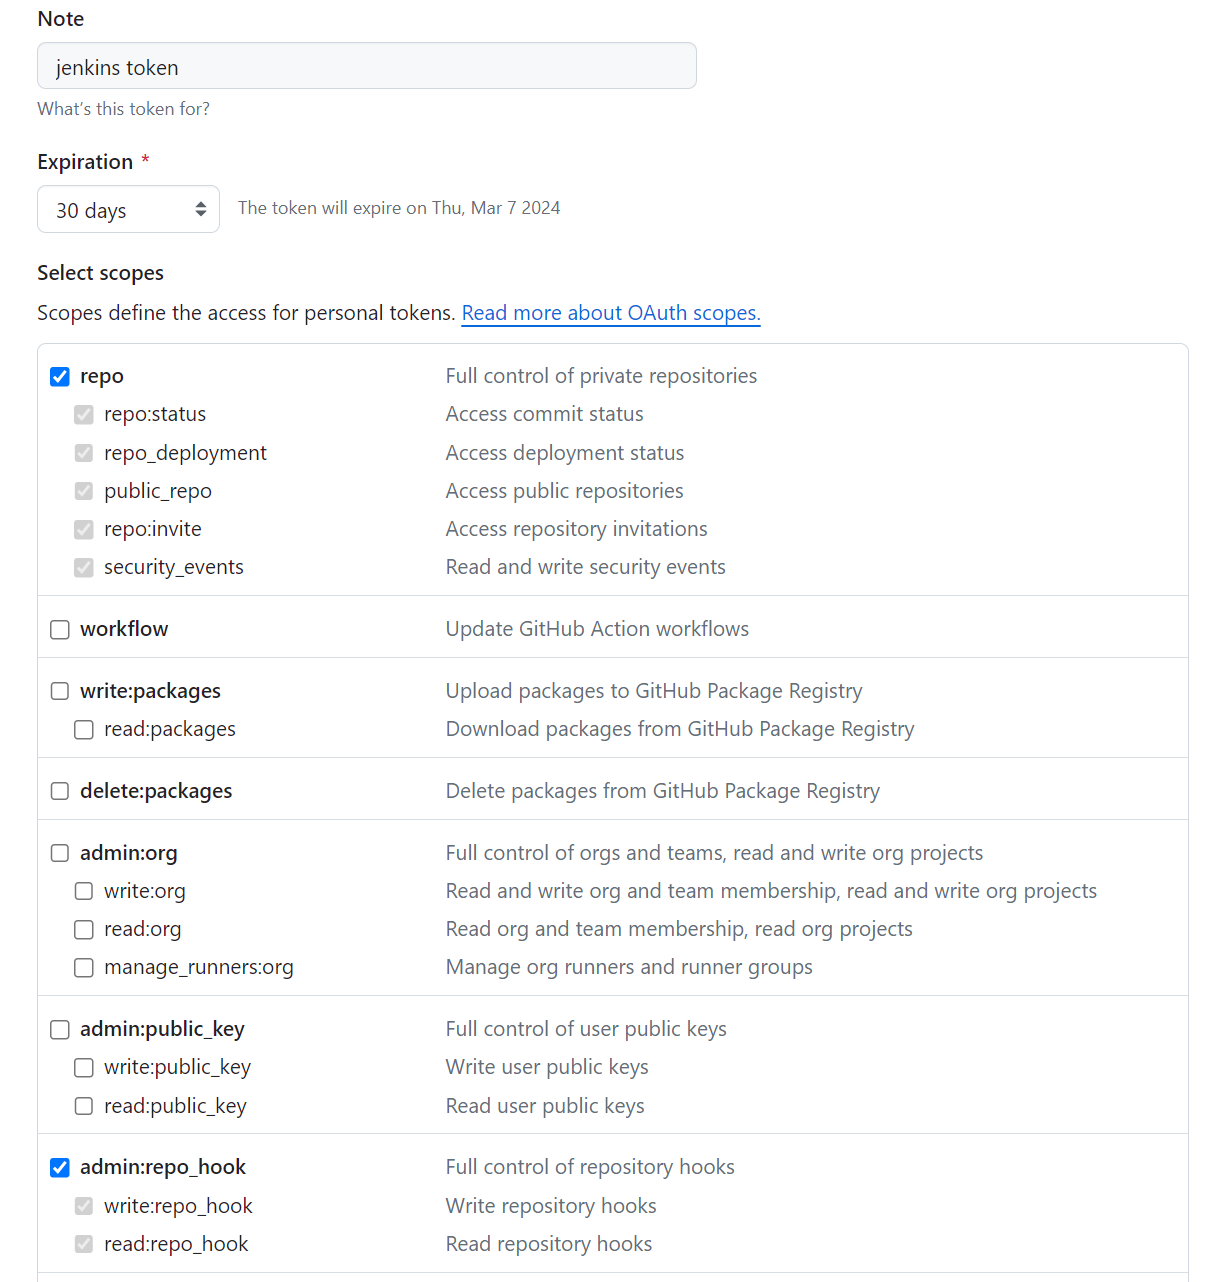 Note
jenkins token
What's this token for?
Expiration *
30 days The token will expire on Thu, Mar 7 2024
Select scopes
Scopes define the access for personal tokens. Read more about OAuth scopes.
repo Full control of private repositories
repo:status Access commit status
repo_deployment Access deployment status
public_repo Access public repositories
repo:invite Access repository invitations
security_events Read and write security events
workflow Update GitHub Action workflows
write:packages Upload packages to GitHub Package Registry
read:packages Download packages from GitHub Package Registry
delete:packages Delete packages from GitHub Package Registry
admin:org Full control of orgs and teams, read and write org projects
write:org Read and write org and team membership, read and write org projects
read:org Read org and team membership, read org projects
manage_runners:org Manage org runners and runner groups
admin:public_key Full control of user public keys
write:public_key Write user public keys
read:public_key Read user public keys
admin:repo_hook Full control of repository hooks
write:repo_hook Write repository hooks
read:repo_hook Read repository hooks